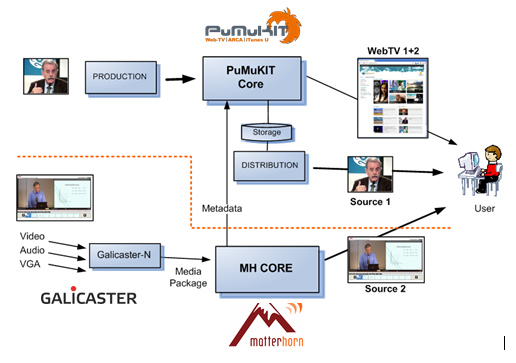 PuMuKIT
Web-TV | ARCA | iTunes U
WebTV 1+2
PRODUCTION
PuMuKIT
Core
Storage
DISTRIBUTION
Source 1
User
Metadata
Video
Audio
VGA
Galicaster-N
Media
Package
MH CORE
Source 2
GALICASTER
matterhorn